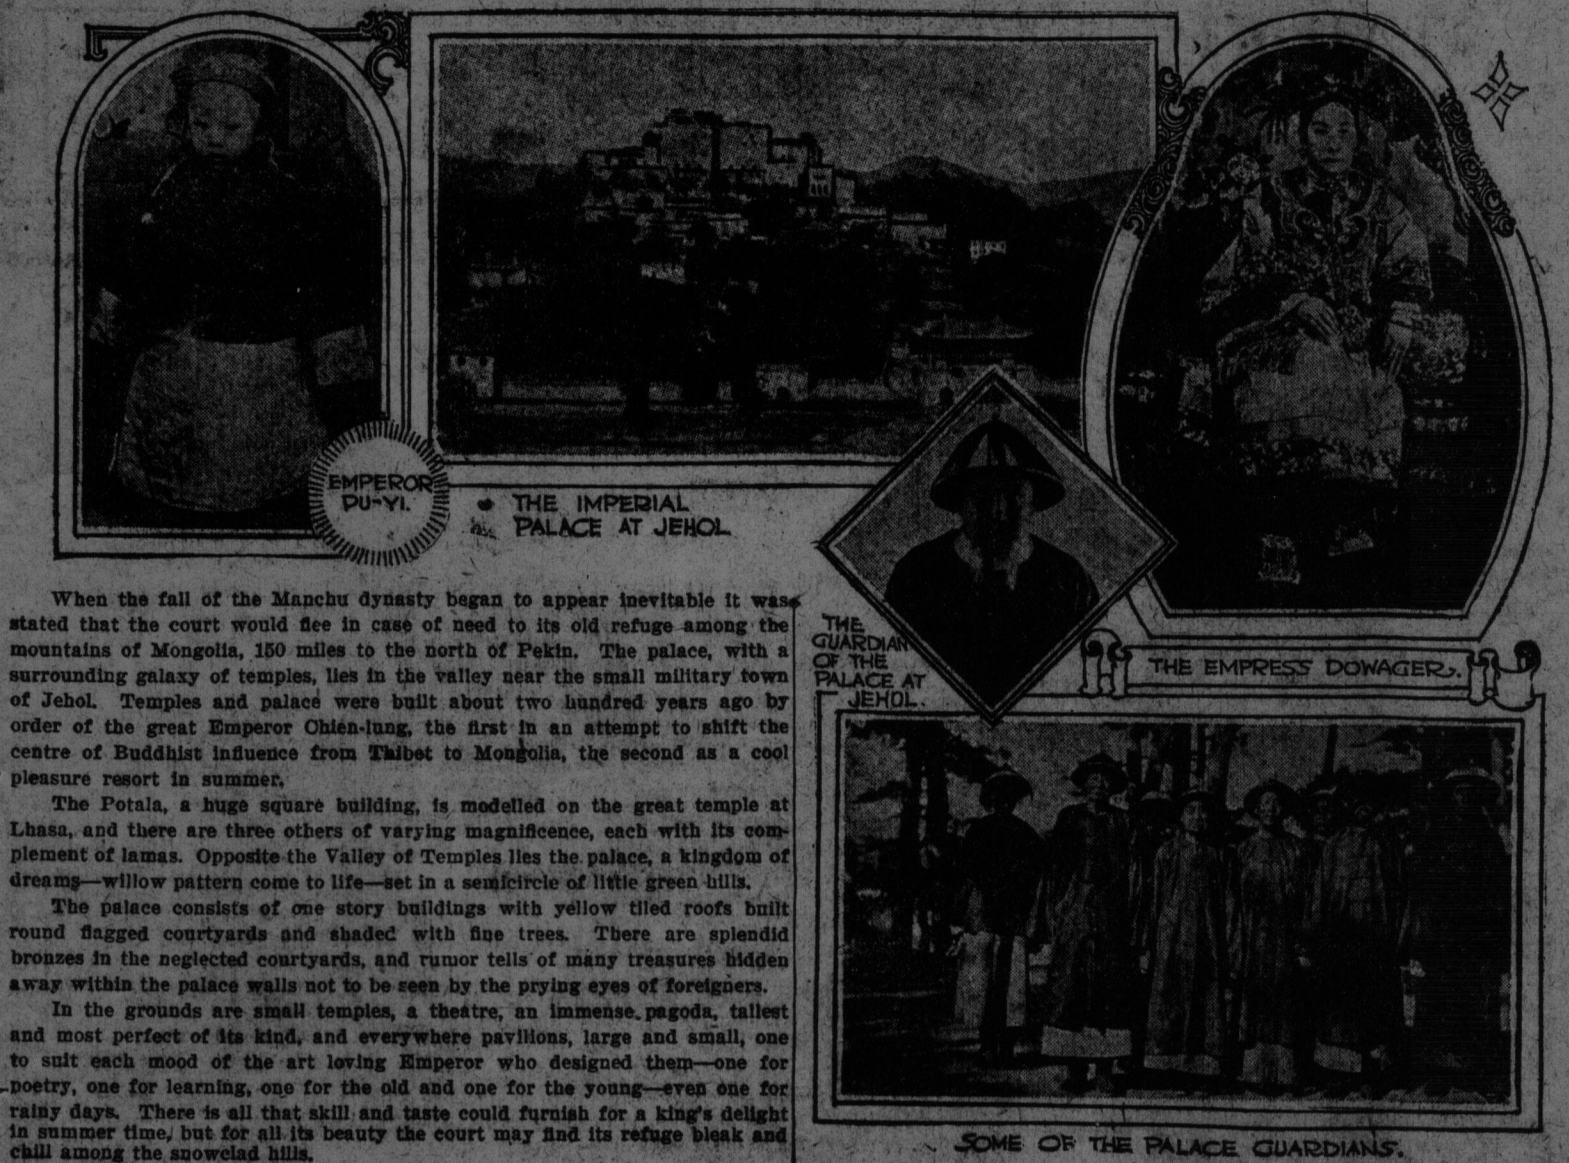 EMPEROR
PU-YI.
THE IMPERIAL
PALACE AT JEHOL
THE
GUARDIAN
OF THE
PALACE AT
JEHOL.
THE EMPRESS DOWAGER.
SOME OF THE PALACE GUARDIANS.
When the fall of the Manchu dynasty began to appear inevitable it was
stated that the court would flee in case of need to its old refuge among the
mountains of Mongolia, 150 miles to the north of Pekin. The palace, with a
surrounding galaxy of temples, lies in the valley near the small military town
of Jehol. Temples and palace were built about two hundred years ago by
order of the great Emperor Chien-lung, the first in an attempt to shift the
centre of Buddhist influence from Thibet to Mongolia, the second as a cool
pleasure resort in summer.
The Potala, a huge square building, is modelled on the great temple at
Lhasa, and there are three others of varying magnificence, each with its com-
plement of lamas. Opposite the Valley of Temples lies the palace, a kingdom of
dreams—willow pattern come to life—set in a semicircle of little green hills.
The palace consists of one story buildings with yellow tiled roofs built
round flagged courtyards and shaded with fine trees. There are splendid
bronzes in the neglected courtyards, and rumor tells of many treasures hidden
away within the palace walls not to be seen by the prying eyes of foreigners.
In the grounds are small temples, a theatre, an immense pagoda, tallest
and most perfect of its kind, and everywhere pavilions, large and small, one
to suit each mood of the art loving Emperor who designed them—one for
poetry, one for learning, one for the old and one for the young—even one for
rainy days. There is all that skill and taste could furnish for a king's delight
in summer time, but for all its beauty the court may find its refuge bleak and
chill among the snowclad hills.